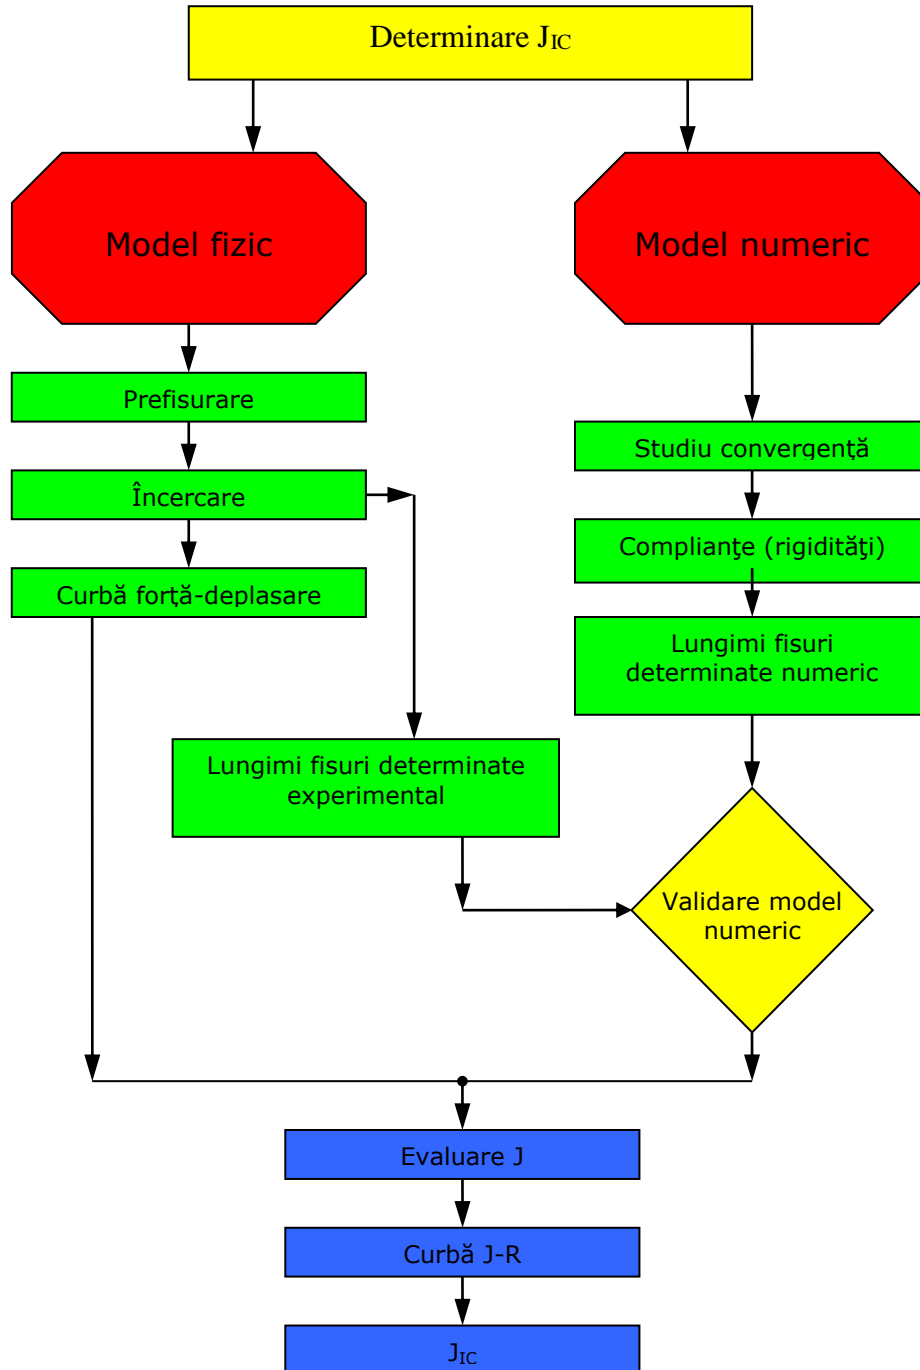 Determinare JIC
Model fizic
Model numeric
Prefisurare
Studiu convergenţă
Încercare
Complianţe (rigidităţi)
Curbă forţă-deplasare
Lungimi fisuri
determinate numeric
Lungimi fisuri determinate
experimental
Validare model
numeric
Evaluare J
Curbă J-R
JIC